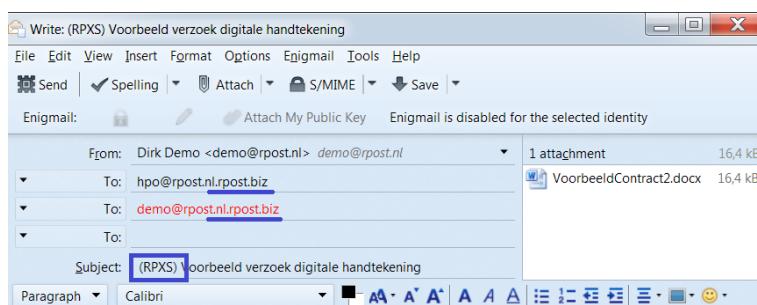 Write: (RPXS) Voorbeeld verzoek digitale handtekening
File Edit View Insert Format Options Enigmail Tools Help
Send Spelling Attach S/MIME Save
Enigmail: Attach My Public Key Enigmail is disabled for the selected identity
From: Dirk Demo <demo@rpost.nl> demo@rpost.nl 1 attachment 16,4 kB
To: hpo@rpost.nl.rpost.biz VoorbeeldContract2.docx 16,4 kB
To: demo@rpost.nl.rpost.biz
To:
Subject: (RPXS) Voorbeeld verzoek digitale handtekening
Paragraph Calibri A A A A A A